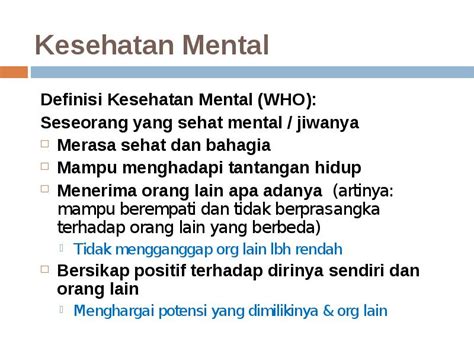 Kesehatan Mental
Definisi Kesehatan Mental (WHO):
Seseorang yang sehat mental / jiwanya
Merasa sehat dan bahagia
Mampu menghadapi tantangan hidup
Menerima orang lain apa adanya (artinya:
mampu berempati dan tidak berprasangka
terhadap orang lain yang berbeda)
Tidak mengganggap org lain lbh rendah
Bersikap positif terhadap dirinya sendiri dan
orang lain
Menghargai potensi yang dimilikinya & org lain